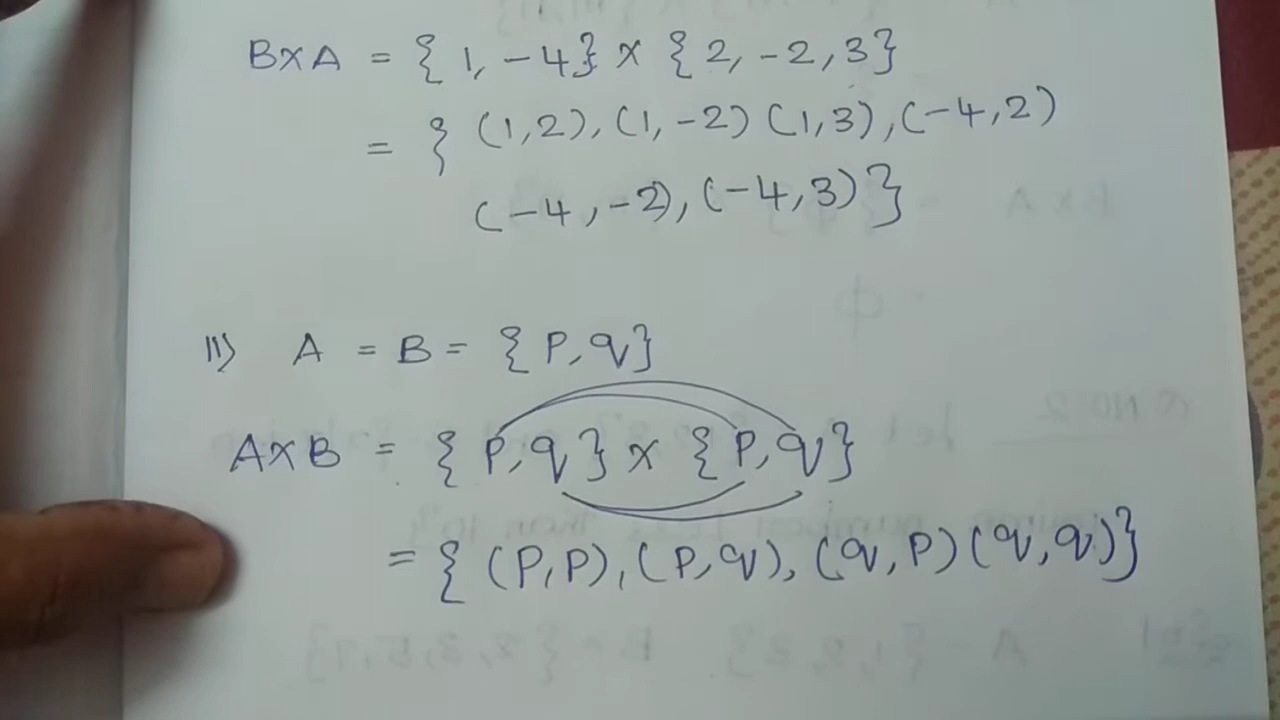 B×A = {1, -4} × {2, -2, 3}
= { (1,2), (1,-2) (1,3), (-4,2)
(-4,-2), (-4,3)}
ii) A = B = {P, q}
A×B = {P, q} × {P, q}
= { (P,P), (P,q), (q,P) (q,q)}